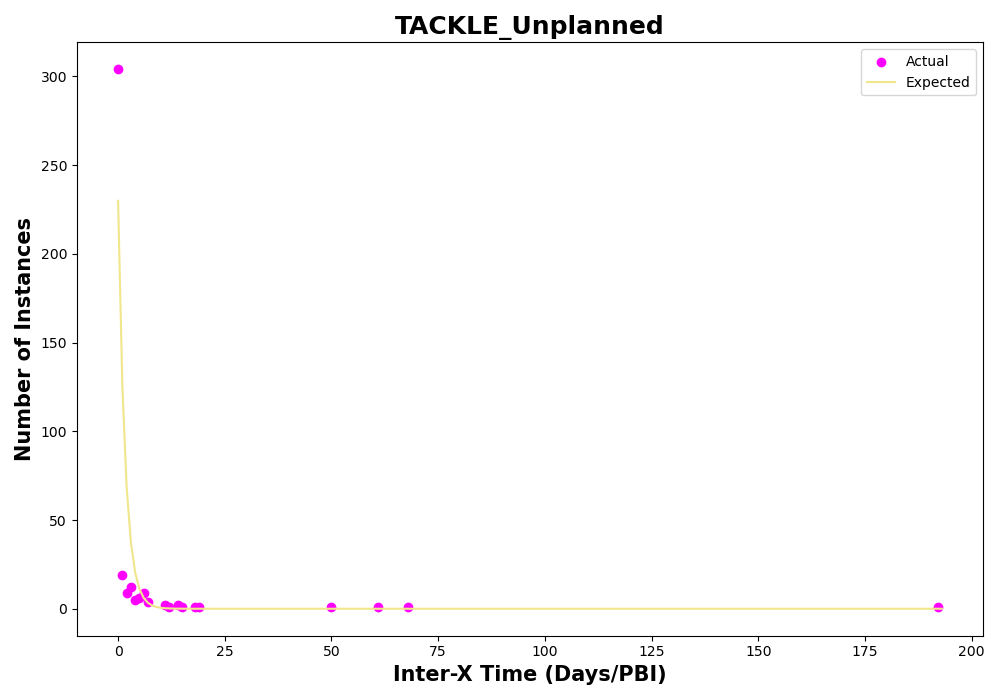 TACKLE_Unplanned
Actual
Expected
Number of Instances
300
250
200
150
100
50
0
0 25 50 75 100 125 150 175 200
Inter-X Time (Days/PBI)